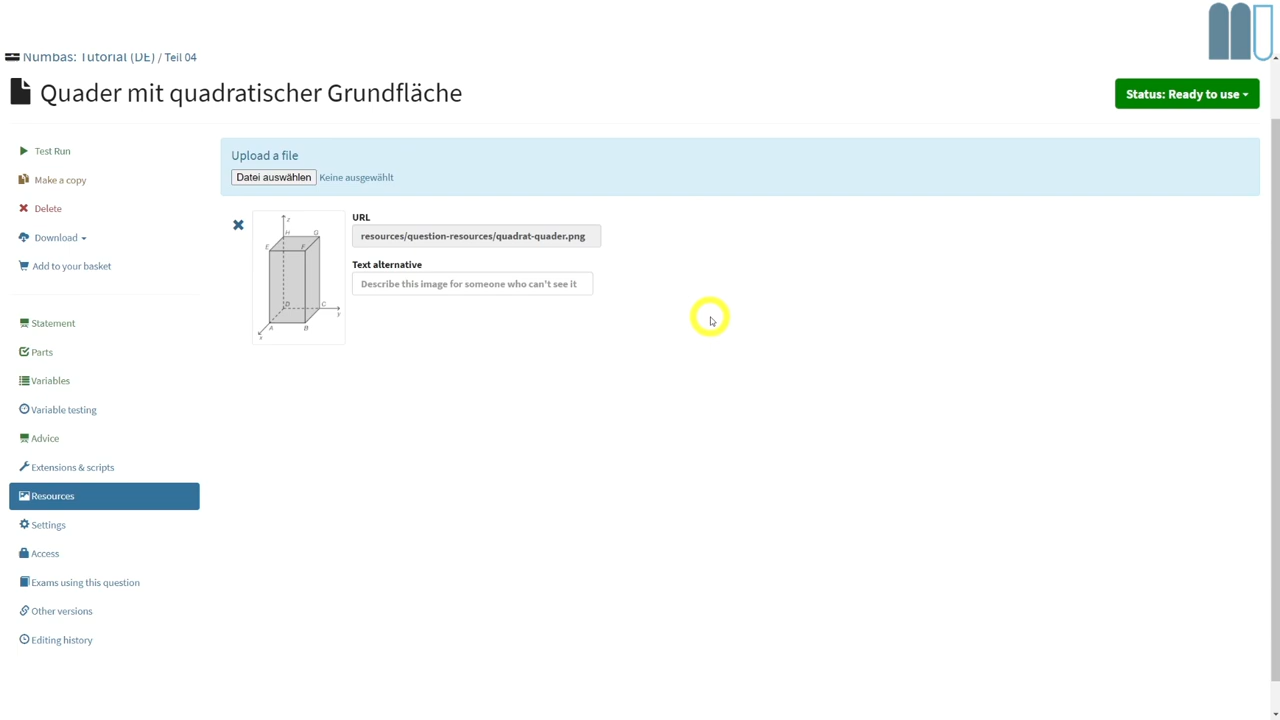 Numbas: Tutorial (DE) / Teil 04
Quader mit quadratischer Grundfläche
Status: Ready to use
Test Run
Make a copy
Delete
Download
Add to your basket
Statement
Parts
Variables
Variable testing
Advice
Extensions & scripts
Resources
Settings
Access
Exams using this question
Other versions
Editing history
Upload a file
Datei auswählen Keine ausgewählt
z
H G
E F
D C
y
A B
x
URL
resources/question-resources/quadrat-quader.png
Text alternative
Describe this image for someone who can't see it